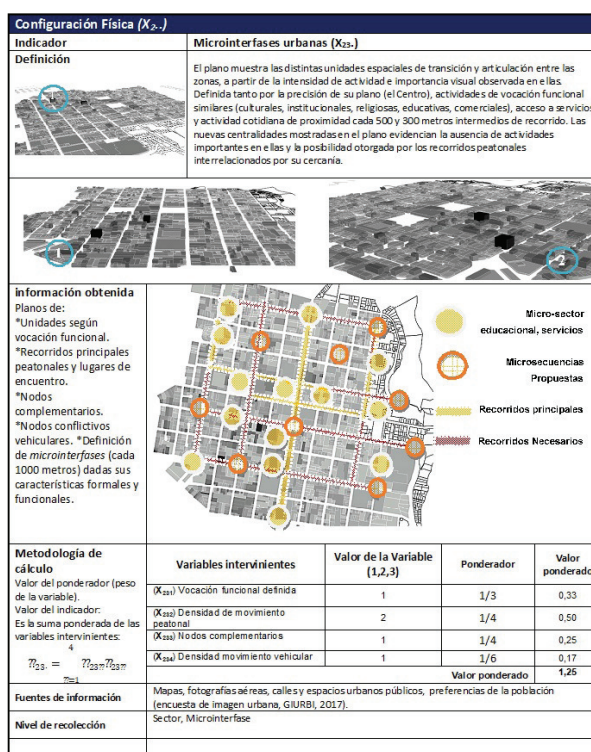 Configuración Física (X₂..)
Indicador
Microinterfases urbanas (X₂₃.)
Definición
El plano muestra las distintas unidades espaciales de transición y articulación entre las
zonas, a partir de la intensidad de actividad e importancia visual observada en ellas.
Definida tanto por la precisión de su plano (el Centro), actividades de vocación funcional
similares (culturales, institucionales, religiosas, educativas, comerciales), acceso a servicios
y actividad cotidiana de proximidad cada 500 y 300 metros intermedios de recorrido. Las
nuevas centralidades mostradas en el plano evidencian la ausencia de actividades
importantes en ellas y la posibilidad otorgada por los recorridos peatonales
interrelacionados por su cercanía.
1
1
2
información obtenida
Planos de:
*Unidades según
vocación funcional.
*Recorridos principales
peatonales y lugares de
encuentro.
*Nodos
complementarios.
*Nodos conflictivos
vehiculares. *Definición
de microinterfases (cada
1000 metros) dadas sus
características formales y
funcionales.
Micro-sector
educacional, servicios
Microsecuencias
Propuestas
Recorridos principales
Recorridos Necesarios
Metodología de
cálculo
Valor del ponderador (peso
de la variable).
Valor del indicador:
Es la suma ponderada de las
variables intervinientes:
4
⁇₂₃. = ⁇₂₃⁇⁇₂₃⁇
⁇=1
Variables intervinientes Valor de la Variable (1,2,3) Ponderador Valor ponderado
(X₂₃₁) Vocación funcional definida 1 1/3 0,33
(X₂₃₂) Densidad de movimiento peatonal 2 1/4 0,50
(X₂₃₃) Nodos complementarios 1 1/4 0,25
(X₂₃₄) Densidad movimiento vehicular 1 1/6 0,17
Valor ponderado 1,25
Fuentes de información
Mapas, fotografías aéreas, calles y espacios urbanos públicos, preferencias de la población
(encuesta de imagen urbana, GIURBI, 2017).
Nivel de recolección
Sector, Microinterfase